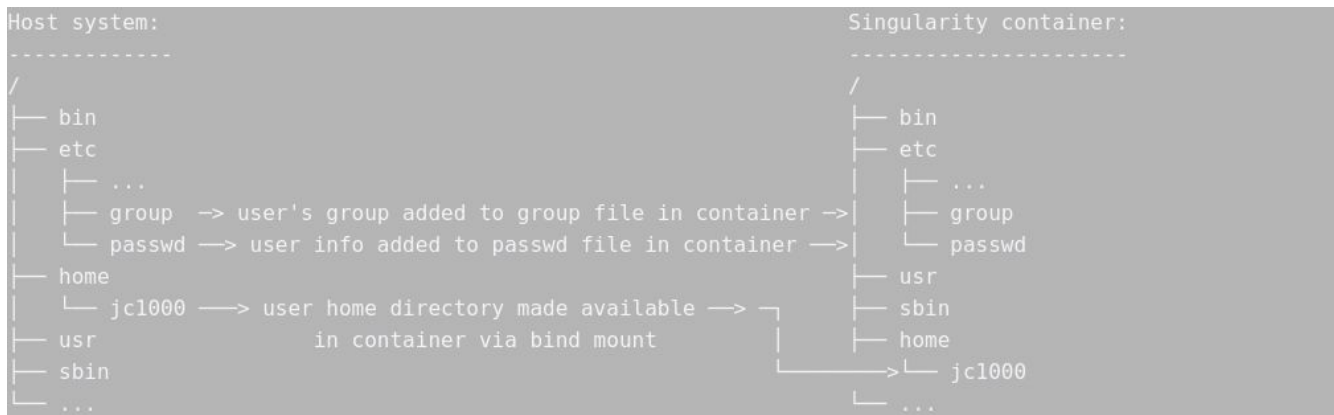 Host system:                                                      Singularity container:
-------------                                                     ----------------------
/                                                                 /
├── bin                                                           ├── bin
├── etc                                                           ├── etc
│   ├── ...                                                       │   ├── ...
│   ├── group  ─> user's group added to group file in container ─>│   ├── group
│   └── passwd ──> user info added to passwd file in container ──>│   └── passwd
├── home                                                          ├── usr
│   └── jc1000 ───> user home directory made available ──> ─┐     ├── sbin
├── usr                 in container via bind mount         │     ├── home
├── sbin                                                    └────────>└── jc1000
└── ...                                                           └── ...